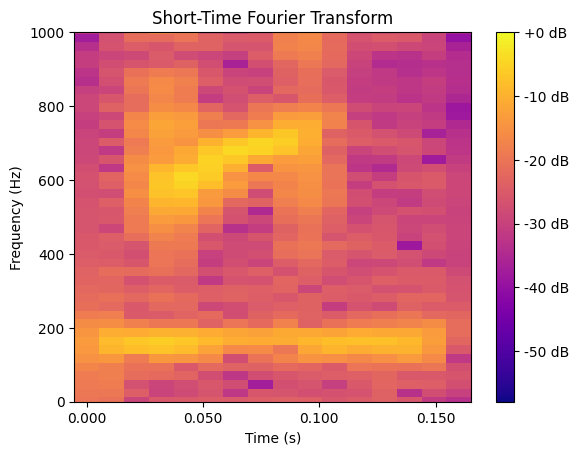 Short-Time Fourier Transform
1000
800
600
400
200
0
Frequency (Hz)
0.000
0.050
0.100
0.150
Time (s)
+0 dB
-10 dB
-20 dB
-30 dB
-40 dB
-50 dB